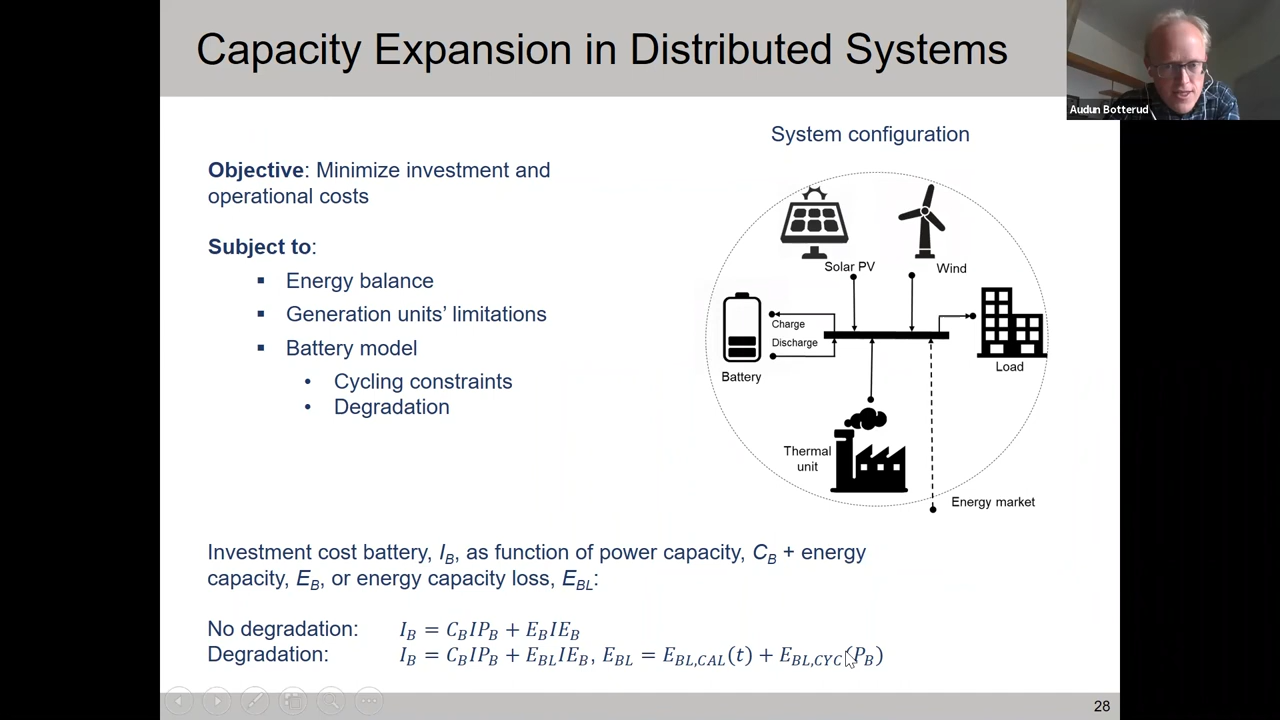 Capacity Expansion in Distributed Systems
Audun Botterud
System configuration
Objective: Minimize investment and
operational costs
Subject to:
▪ Energy balance
▪ Generation units' limitations
▪ Battery model
• Cycling constraints
• Degradation
Solar PV
Wind
Charge
Discharge
Battery
Load
Thermal
unit
Energy market
Investment cost battery, I_B, as function of power capacity, C_B + energy
capacity, E_B, or energy capacity loss, E_BL:
No degradation: I_B = C_B IP_B + E_B IE_B
Degradation: I_B = C_B IP_B + E_BL IE_B, E_BL = E_BL,CAL(t) + E_BL,CYC(P_B)
28